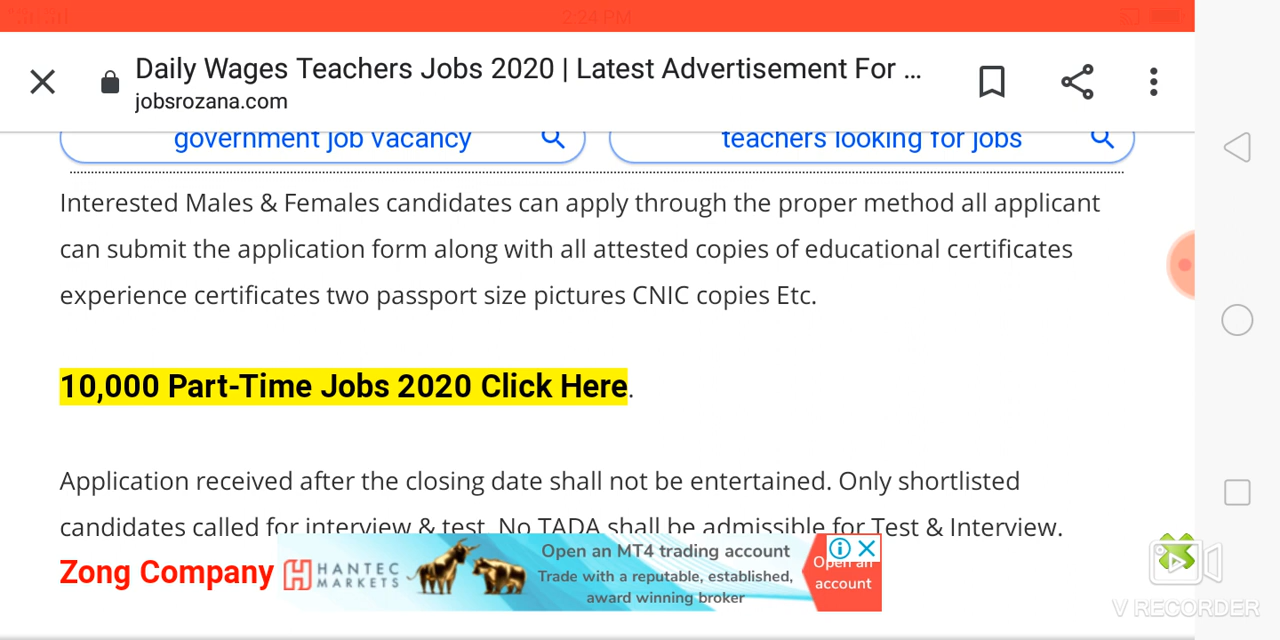 2:24 PM
Daily Wages Teachers Jobs 2020 | Latest Advertisement For ...
jobsrozana.com
government job vacancy
teachers looking for jobs
Interested Males & Females candidates can apply through the proper method all applicant
can submit the application form along with all attested copies of educational certificates
experience certificates two passport size pictures CNIC copies Etc.
10,000 Part-Time Jobs 2020 Click Here.
Application received after the closing date shall not be entertained. Only shortlisted
candidates called for interview & test. No TADA shall be admissible for Test & Interview.
Zong Company
HANTEC
MARKETS
Open an MT4 trading account
Trade with a reputable, established,
award winning broker
Open an
account
V RECORDER